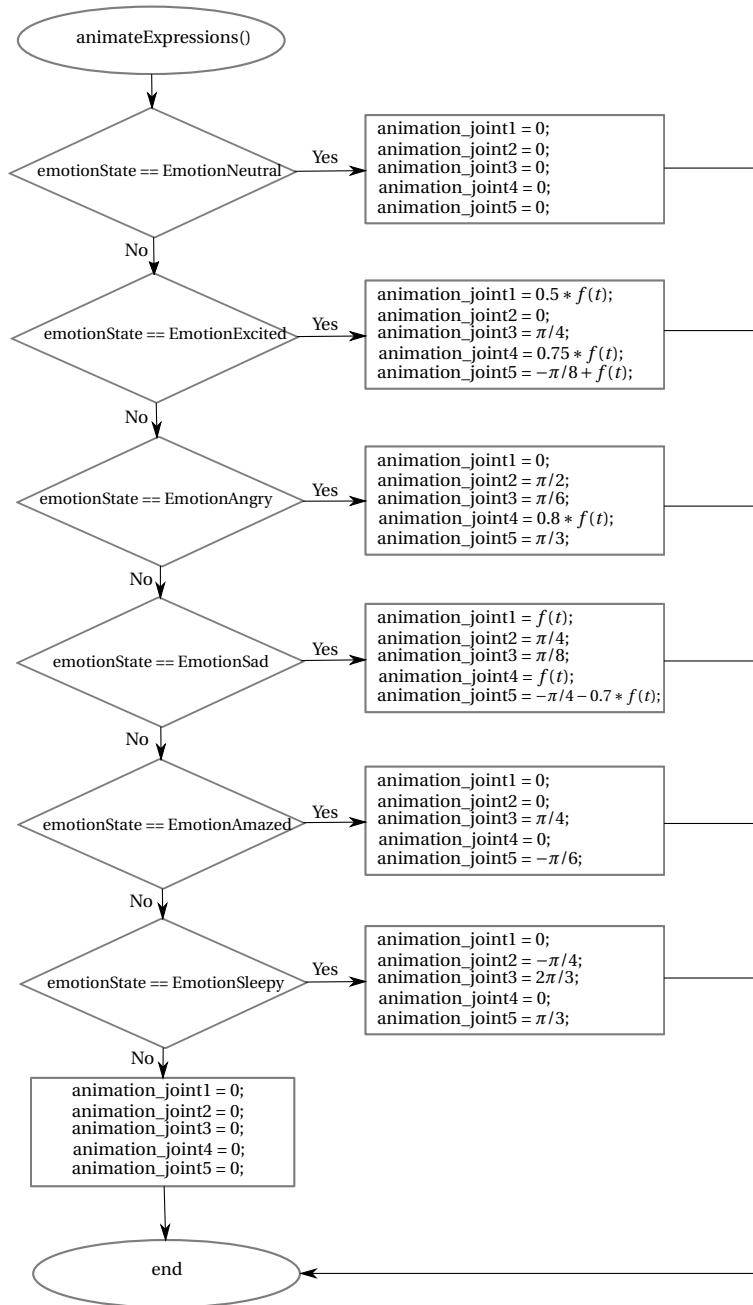 animateExpressions()
emotionState == EmotionNeutral
Yes
animation_joint1 = 0;
animation_joint2 = 0;
animation_joint3 = 0;
animation_joint4 = 0;
animation_joint5 = 0;
No
emotionState == EmotionExcited
Yes
animation_joint1 = 0.5 * f(t);
animation_joint2 = 0;
animation_joint3 = π/4;
animation_joint4 = 0.75 * f(t);
animation_joint5 = −π/8 + f(t);
No
emotionState == EmotionAngry
Yes
animation_joint1 = 0;
animation_joint2 = π/2;
animation_joint3 = π/6;
animation_joint4 = 0.8 * f(t);
animation_joint5 = π/3;
No
emotionState == EmotionSad
Yes
animation_joint1 = f(t);
animation_joint2 = π/4;
animation_joint3 = π/8;
animation_joint4 = f(t);
animation_joint5 = −π/4 − 0.7 * f(t);
No
emotionState == EmotionAmazed
Yes
animation_joint1 = 0;
animation_joint2 = 0;
animation_joint3 = π/4;
animation_joint4 = 0;
animation_joint5 = −π/6;
No
emotionState == EmotionSleepy
Yes
animation_joint1 = 0;
animation_joint2 = −π/4;
animation_joint3 = 2π/3;
animation_joint4 = 0;
animation_joint5 = π/3;
No
animation_joint1 = 0;
animation_joint2 = 0;
animation_joint3 = 0;
animation_joint4 = 0;
animation_joint5 = 0;
end